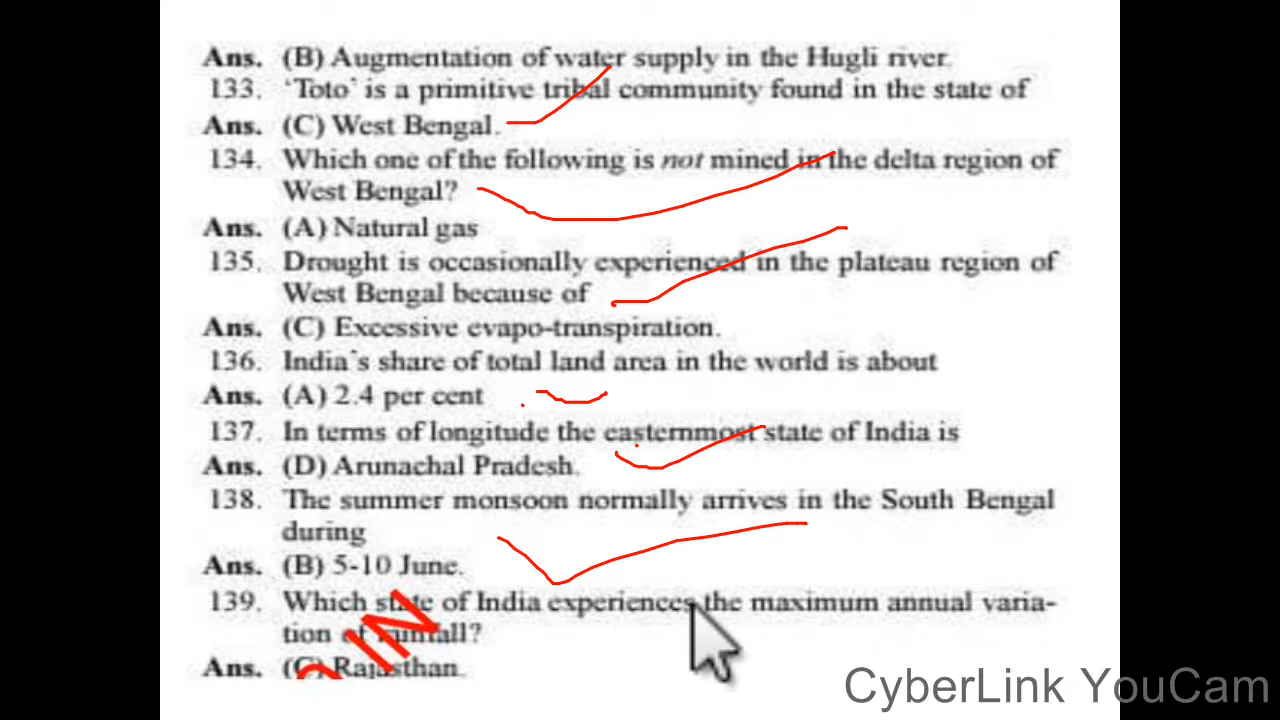 Ans. (B) Augmentation of water supply in the Hugli river.
133. ‘Toto’ is a primitive tribal community found in the state of
Ans. (C) West Bengal.
134. Which one of the following is not mined in the delta region of
West Bengal?
Ans. (A) Natural gas
135. Drought is occasionally experienced in the plateau region of
West Bengal because of
Ans. (C) Excessive evapo-transpiration.
136. India’s share of total land area in the world is about
Ans. (A) 2.4 per cent
137. In terms of longitude the easternmost state of India is
Ans. (D) Arunachal Pradesh.
138. The summer monsoon normally arrives in the South Bengal
during
Ans. (B) 5-10 June.
139. Which state of India experiences the maximum annual varia-
tion of rainfall?
Ans. (C) Rajasthan.
IN
CyberLink YouCam